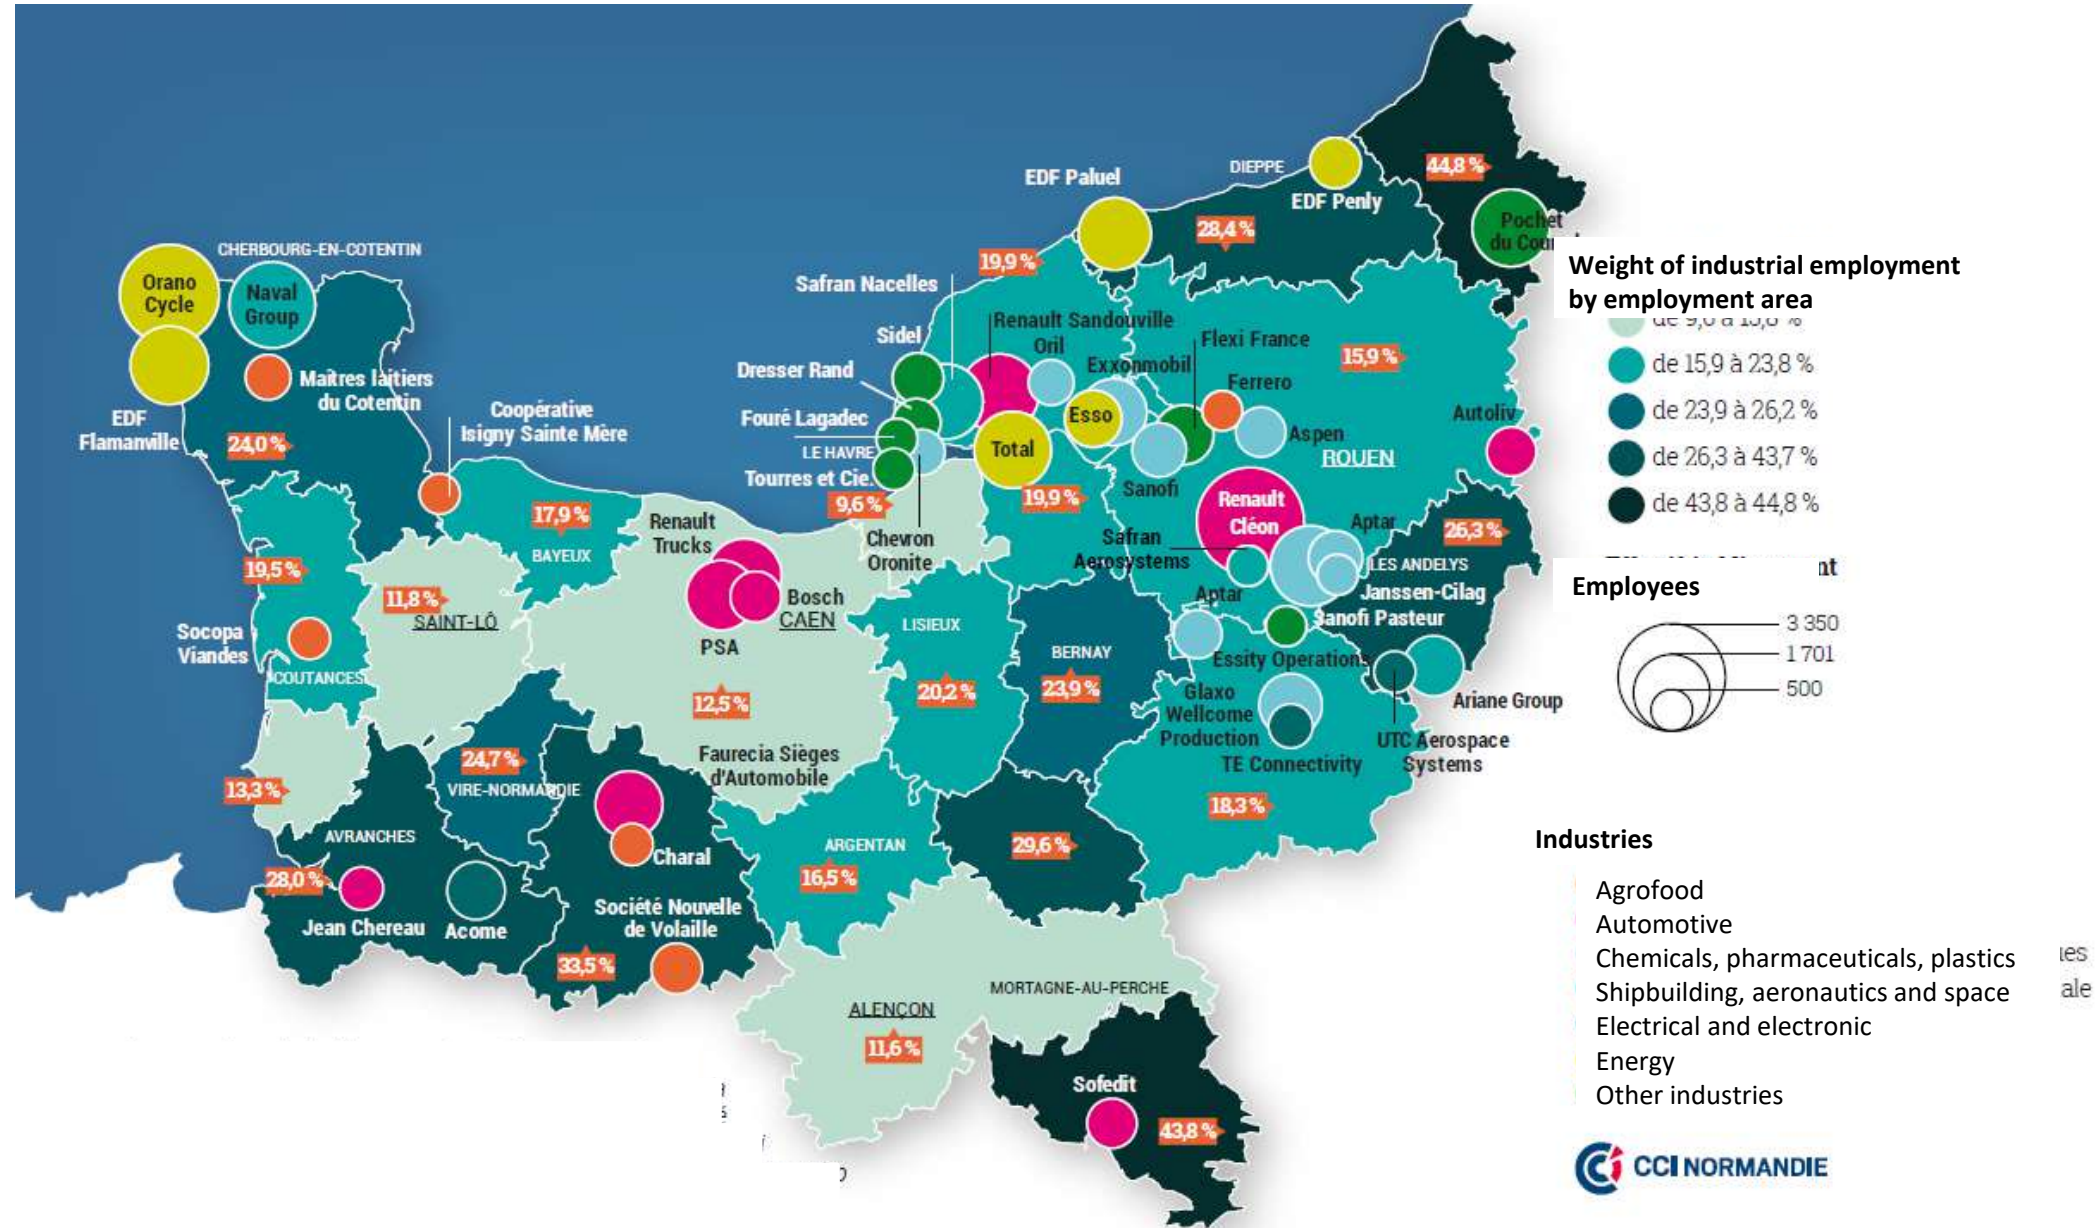 EDF Paluel
DIEPPE
EDF Penly
44,8 %
28,4 %
Pochet
CHERBOURG-EN-COTENTIN
Orano
Cycle
Naval
Group
19,9 %
Safran Nacelles
Sidel
Renault Sandouville
Oril
Flexi France
Exxonmobil
15,9 %
Dresser Rand
Ferrero
Maîtres laitiers
du Cotentin
EDF
Flamanville
Coopérative
Isigny Sainte Mère
Fouré Lagadec
Esso
Autoliv
Aspen
24,0 %
LE HAVRE
Total
ROUEN
Tourres et Cie.
Sanofi
9,6 %
19,9 %
Renault
Cléon
17,9 %
BAYEUX
Renault
Trucks
Chevron
Oronite
Safran
Aerosystems
Aptar
26,3 %
LES ANDELYS
19,5 %
11,8 %
SAINT-LÔ
Bosch
CAEN
PSA
LISIEUX
Aptar
Janssen-Cilag
Sanofi Pasteur
Socopa
Viandes
COUTANCES
BERNAY
23,9 %
Essity Operations
20,2 %
12,5 %
Glaxo
Wellcome
Production
TE Connectivity
Ariane Group
UTC Aerospace
Systems
24,7 %
VIRE-NORMANDIE
Faurecia Sièges
d'Automobile
13,3 %
18,3 %
AVRANCHES
Charal
ARGENTAN
16,5 %
29,6 %
28,0 %
Jean Chereau
Acome
Société Nouvelle
de Volaille
33,5 %
MORTAGNE-AU-PERCHE
ALENÇON
11,6 %
Sofedit
43,8 %
Weight of industrial employment
by employment area
de 15,9 à 23,8 %
de 23,9 à 26,2 %
de 26,3 à 43,7 %
de 43,8 à 44,8 %
Employees
3 350
1 701
500
Industries
Agrofood
Automotive
Chemicals, pharmaceuticals, plastics
Shipbuilding, aeronautics and space
Electrical and electronic
Energy
Other industries
CCI NORMANDIE